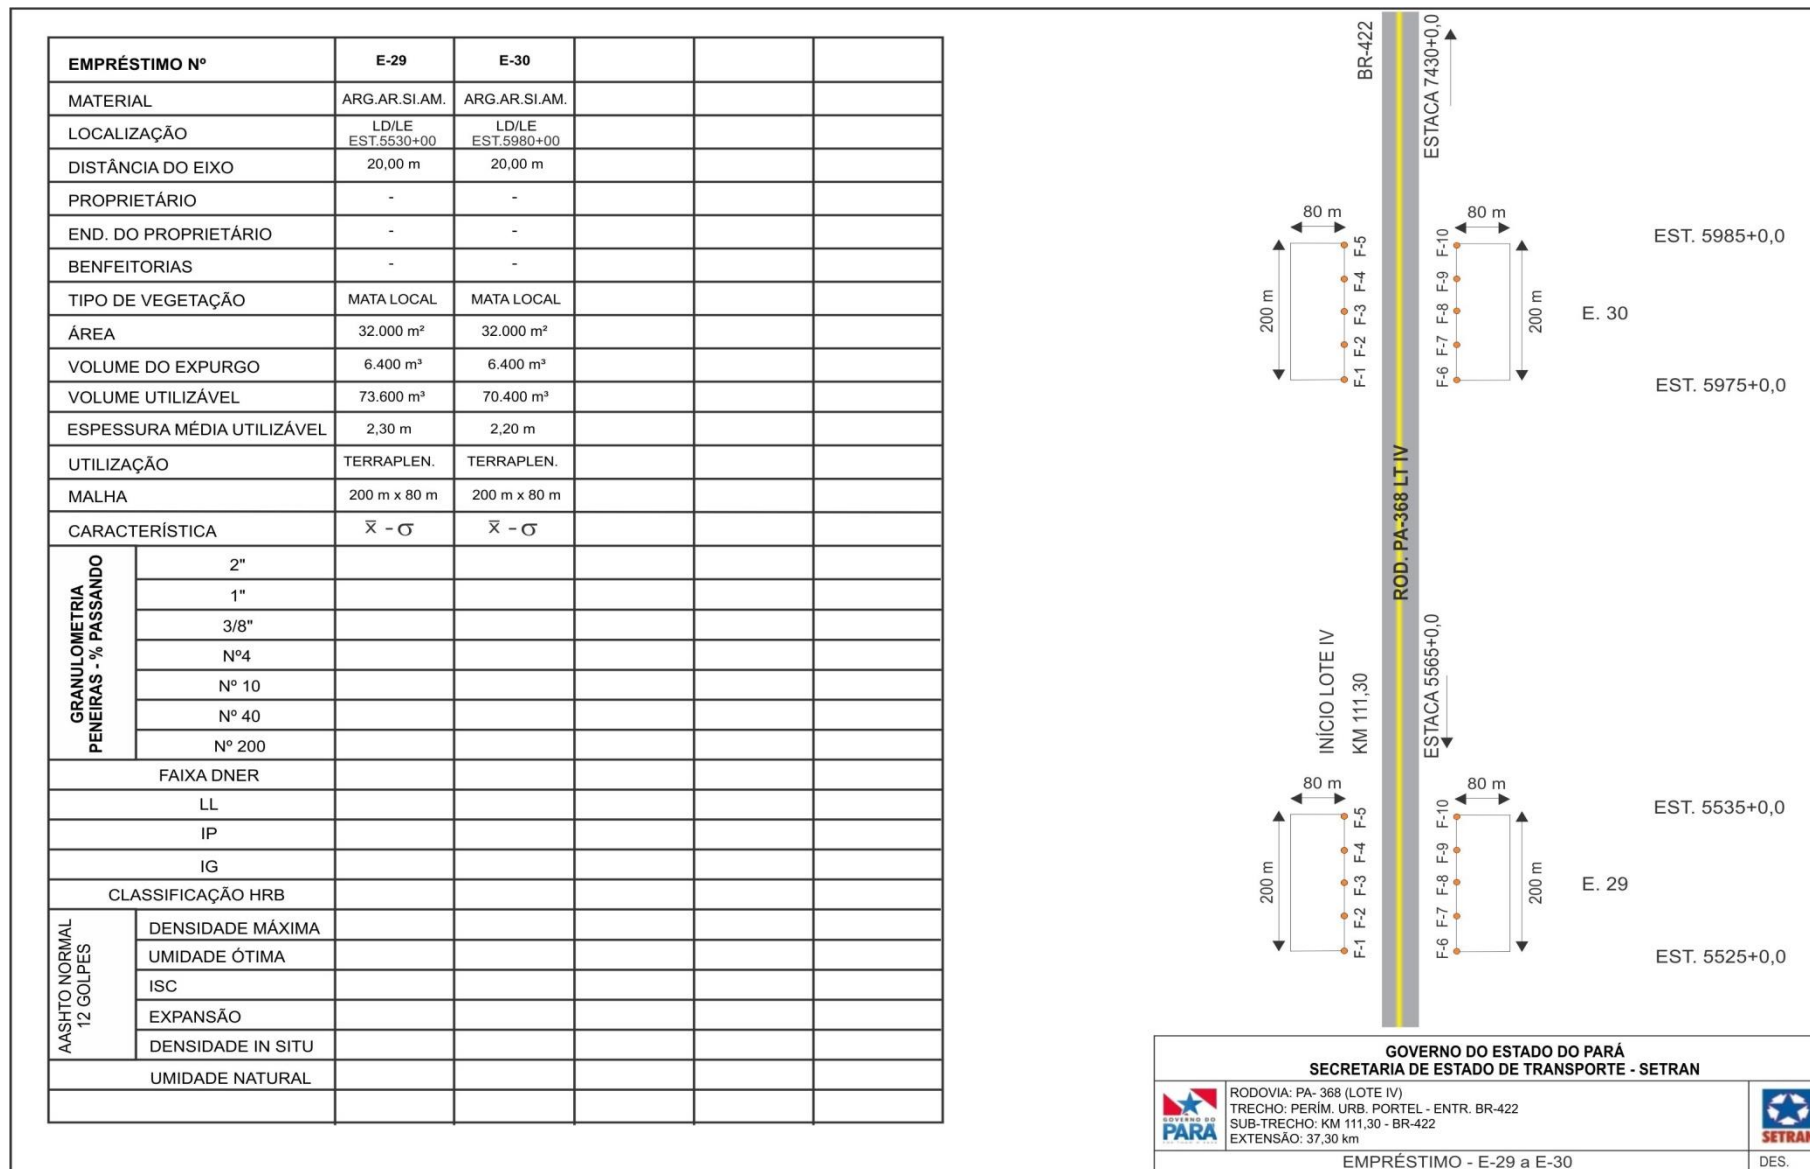 EMPRÉSTIMO Nº E-29 E-30
MATERIAL ARG.AR.SI.AM. ARG.AR.SI.AM.
LOCALIZAÇÃO LD/LE EST.5530+00 LD/LE EST.5980+00
DISTÂNCIA DO EIXO 20,00 m 20,00 m
PROPRIETÁRIO - -
END. DO PROPRIETÁRIO - -
BENFEITORIAS - -
TIPO DE VEGETAÇÃO MATA LOCAL MATA LOCAL
ÁREA 32.000 m² 32.000 m²
VOLUME DO EXPURGO 6.400 m³ 6.400 m³
VOLUME UTILIZÁVEL 73.600 m³ 70.400 m³
ESPESSURA MÉDIA UTILIZÁVEL 2,30 m 2,20 m
UTILIZAÇÃO TERRAPLEN. TERRAPLEN.
MALHA 200 m x 80 m 200 m x 80 m
CARACTERÍSTICA x̄ - σ x̄ - σ
GRANULOMETRIA
PENEIRAS - % PASSANDO
2"
1"
3/8"
Nº4
Nº 10
Nº 40
Nº 200
FAIXA DNER
LL
IP
IG
CLASSIFICAÇÃO HRB
AASHTO NORMAL
12 GOLPES
DENSIDADE MÁXIMA
UMIDADE ÓTIMA
ISC
EXPANSÃO
DENSIDADE IN SITU
UMIDADE NATURAL
BR-422
ESTACA 7430+0,0
80 m 80 m
EST. 5985+0,0
200 m
F-5
F-4
F-3
F-2
F-1
F-10
F-9
F-8
F-7
F-6
200 m
E. 30
EST. 5975+0,0
ROD. PA-368 LT IV
INÍCIO LOTE IV
KM 111,30
ESTACA 5565+0,0
80 m 80 m
EST. 5535+0,0
200 m
F-5
F-4
F-3
F-2
F-1
F-10
F-9
F-8
F-7
F-6
200 m
E. 29
EST. 5525+0,0
GOVERNO DO ESTADO DO PARÁ
SECRETARIA DE ESTADO DE TRANSPORTE - SETRAN
GOVERNO DO
PARÁ
RODOVIA: PA- 368 (LOTE IV)
TRECHO: PERÍM. URB. PORTEL - ENTR. BR-422
SUB-TRECHO: KM 111,30 - BR-422
EXTENSÃO: 37,30 km
SETRAN
EMPRÉSTIMO - E-29 a E-30
DES.